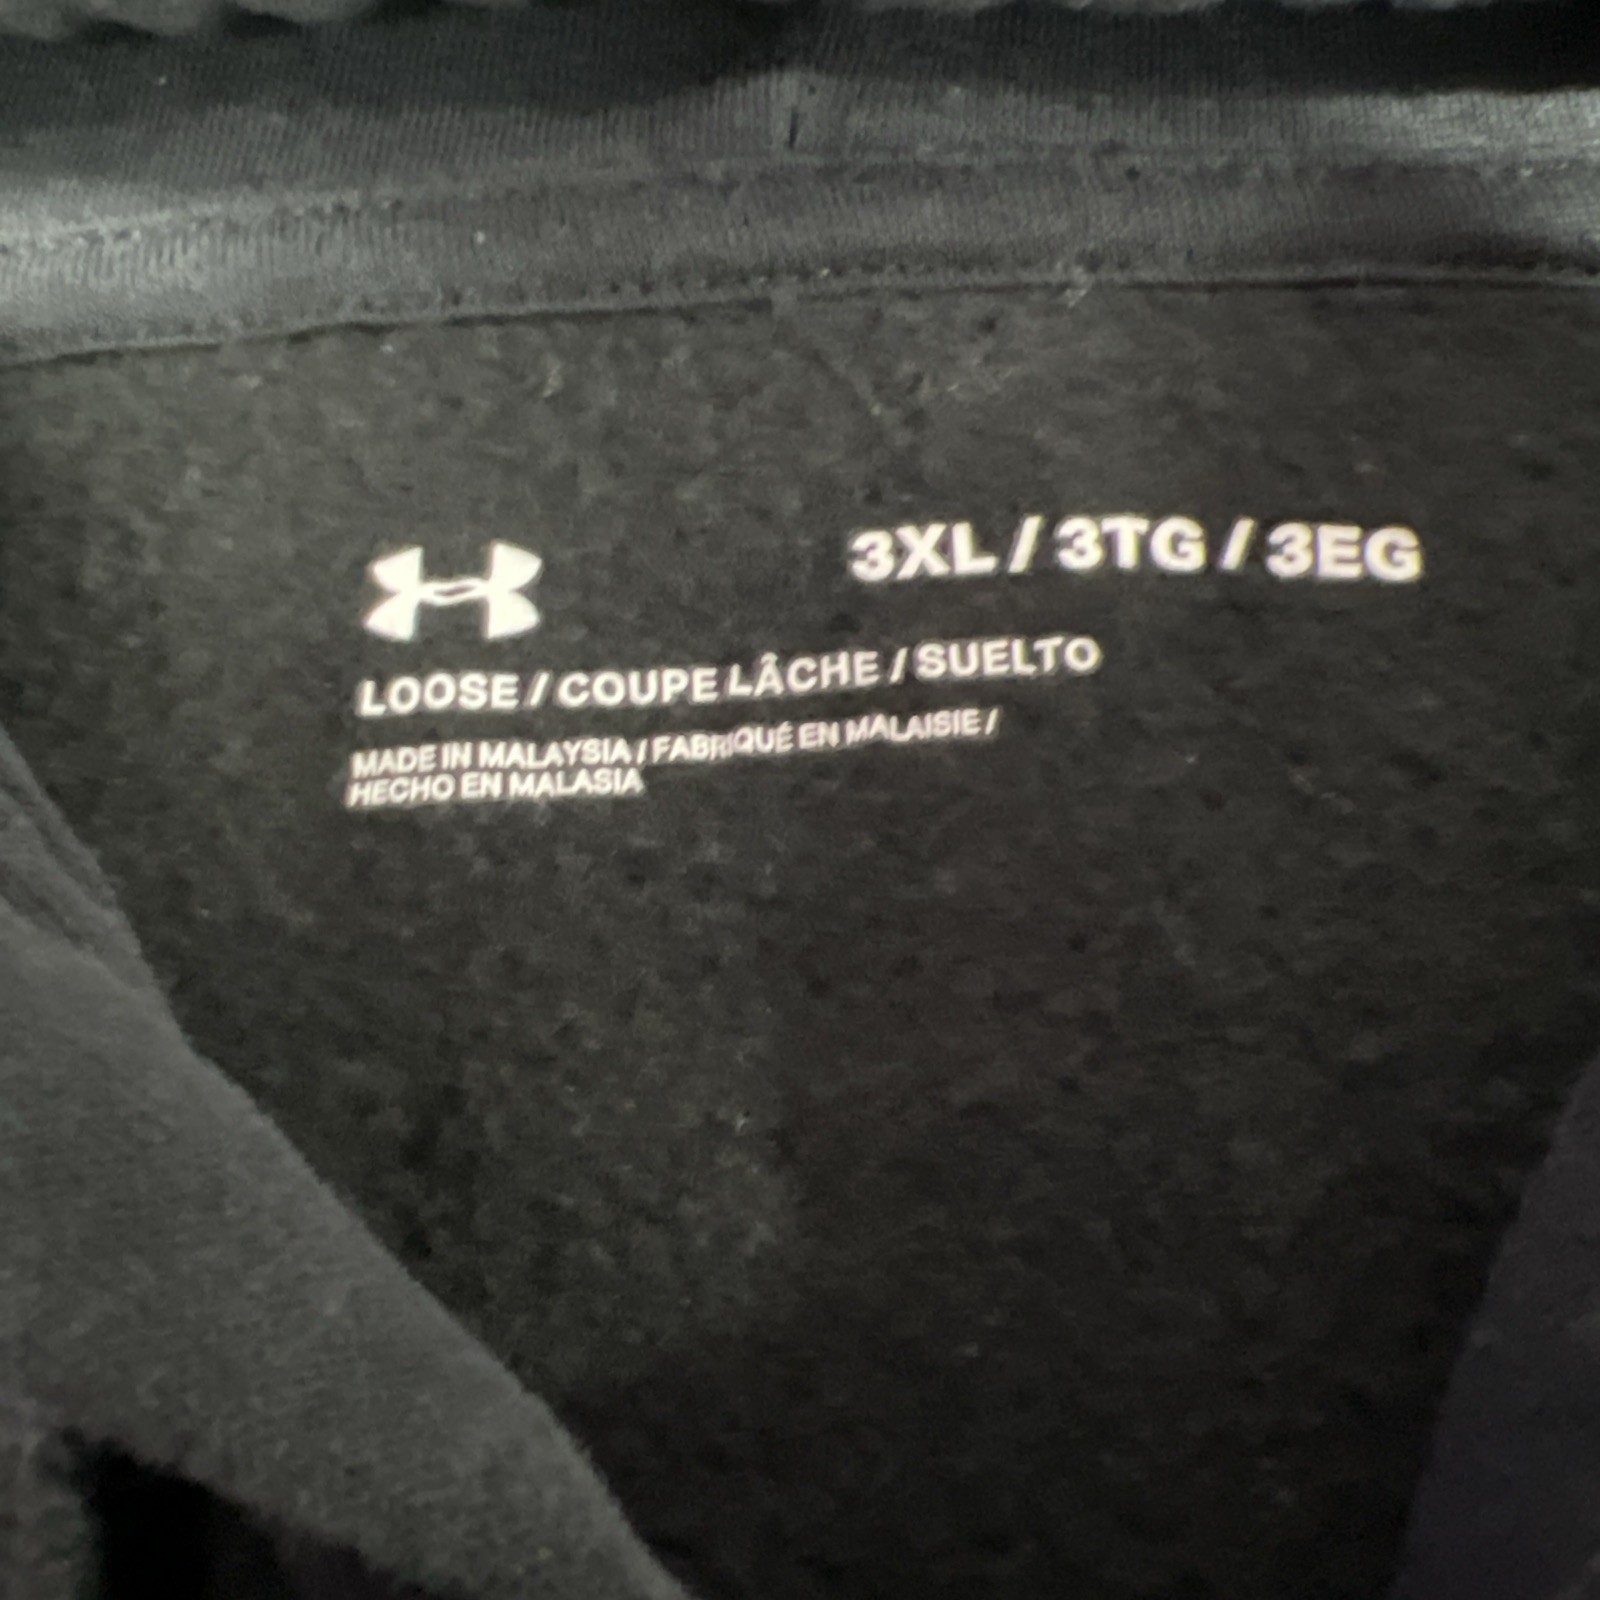 3XL / 3TG / 3EG
LOOSE / COUPE LÂCHE / SUELTO
MADE IN MALAYSIA / FABRIQUÉ EN MALAISIE /
HECHO EN MALASIA